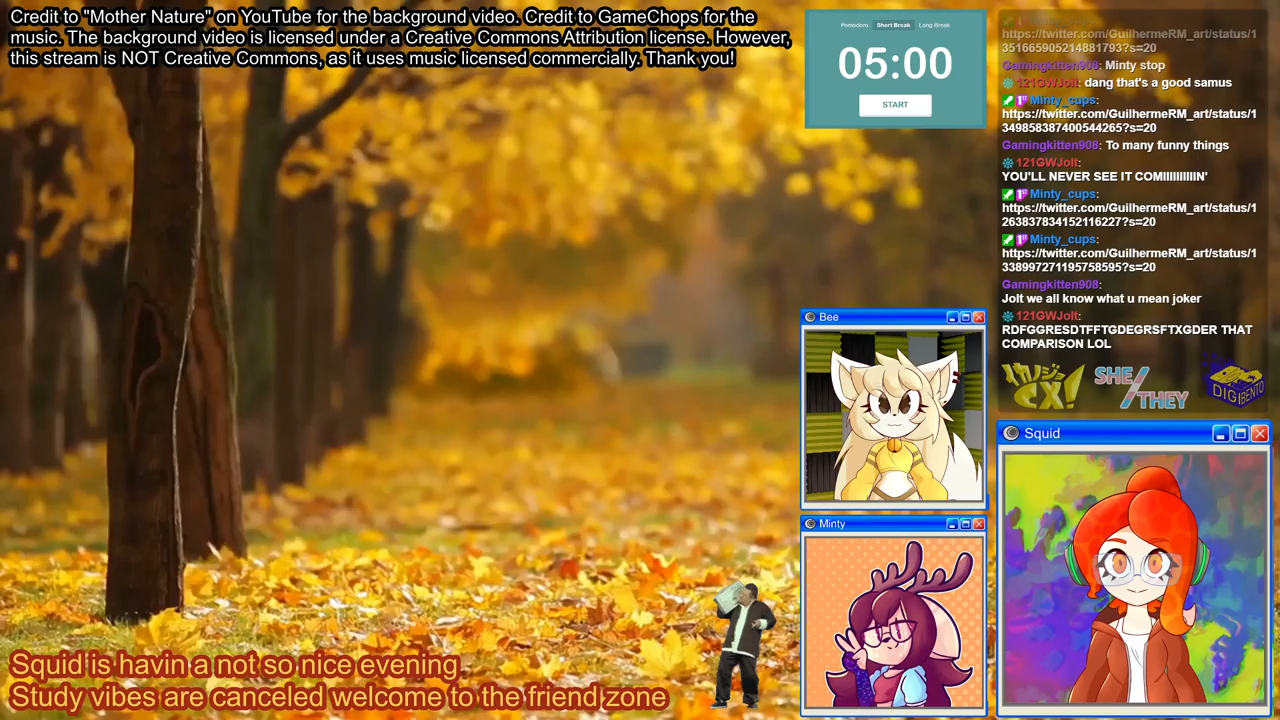 Credit to "Mother Nature" on YouTube for the background video. Credit to GameChops for the
music. The background video is licensed under a Creative Commons Attribution license. However,
this stream is NOT Creative Commons, as it uses music licensed commercially. Thank you!
Pomodoro Short Break Long Break
05:00
START
https://twitter.com/GuilhermeRM_art/status/1
351665905214881793?s=20
Gamingkitten908: Minty stop
121GWJolt: dang that's a good samus
Minty_cups:
https://twitter.com/GuilhermeRM_art/status/1
349858387400544265?s=20
Gamingkitten908: To many funny things
121GWJolt:
YOU'LL NEVER SEE IT COMIIIIIIIIIN'
Minty_cups:
https://twitter.com/GuilhermeRM_art/status/1
263837834152116227?s=20
Minty_cups:
https://twitter.com/GuilhermeRM_art/status/1
338997271195758595?s=20
Gamingkitten908:
Jolt we all know what u mean joker
121GWJolt:
RDFGGRESDTFFTGDEGRSFTXGDER THAT
COMPARISON LOL
カノジョ
CX!
SHE/
THEY
DIGIBENTO
Bee
Squid
Minty
Squid is havin a not so nice evening
Study vibes are canceled welcome to the friend zone